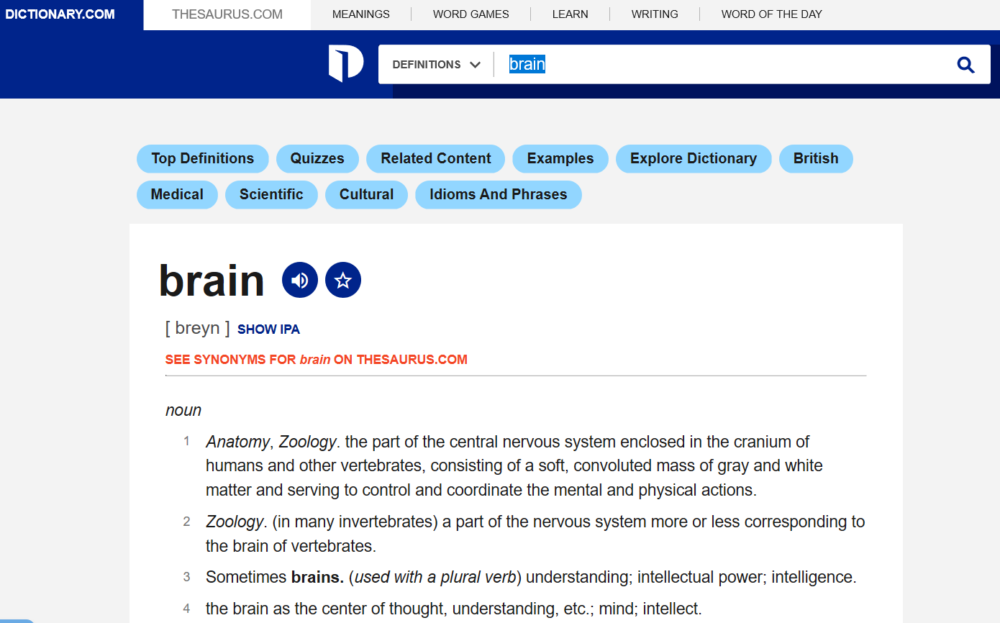 DICTIONARY.COM
THESAURUS.COM
MEANINGS
WORD GAMES
LEARN
WRITING
WORD OF THE DAY
DEFINITIONS
brain
Top Definitions
Quizzes
Related Content
Examples
Explore Dictionary
British
Medical
Scientific
Cultural
Idioms And Phrases
brain
[ breyn ] SHOW IPA
SEE SYNONYMS FOR brain ON THESAURUS.COM
noun
1 Anatomy, Zoology. the part of the central nervous system enclosed in the cranium of
humans and other vertebrates, consisting of a soft, convoluted mass of gray and white
matter and serving to control and coordinate the mental and physical actions.
2 Zoology. (in many invertebrates) a part of the nervous system more or less corresponding to
the brain of vertebrates.
3 Sometimes brains. (used with a plural verb) understanding; intellectual power; intelligence.
4 the brain as the center of thought, understanding, etc.; mind; intellect.